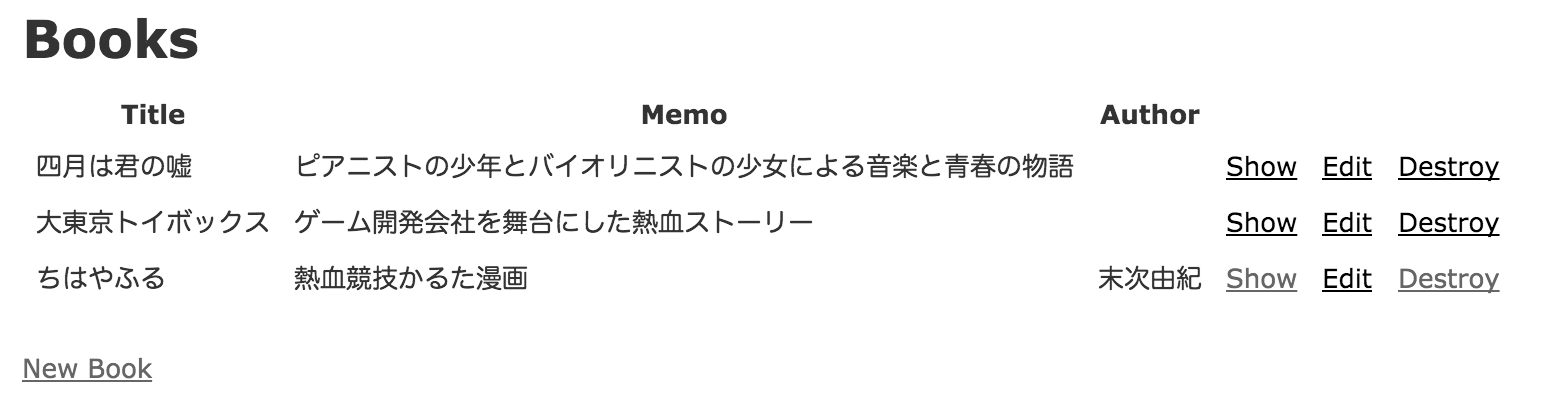 Books
Title Memo Author
四月は君の嘘 ピアニストの少年とバイオリニストの少女による音楽と青春の物語 Show Edit Destroy
大東京トイボックス ゲーム開発会社を舞台にした熱血ストーリー Show Edit Destroy
ちはやふる 熱血競技かるた漫画 末次由紀 Show Edit Destroy
New Book